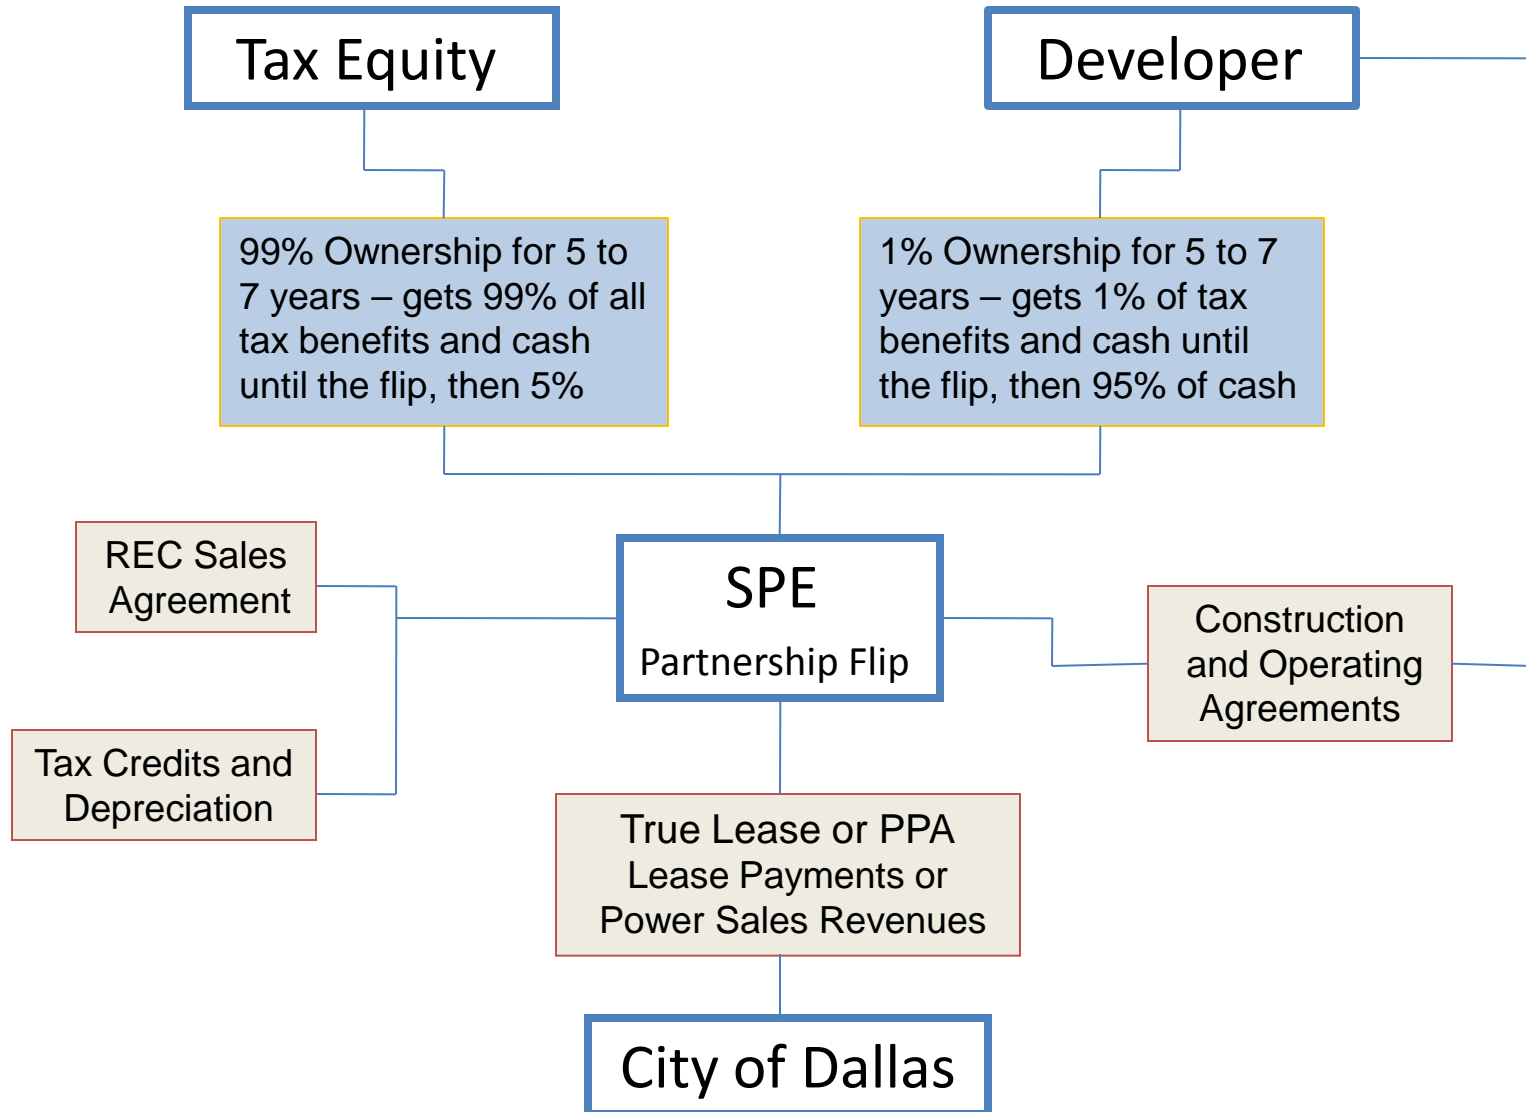 Tax Equity
Developer
99% Ownership for 5 to
7 years – gets 99% of all
tax benefits and cash
until the flip, then 5%
1% Ownership for 5 to 7
years – gets 1% of tax
benefits and cash until
the flip, then 95% of cash
REC Sales
Agreement
SPE
Partnership Flip
Construction
and Operating
Agreements
Tax Credits and
Depreciation
True Lease or PPA
Lease Payments or
Power Sales Revenues
City of Dallas